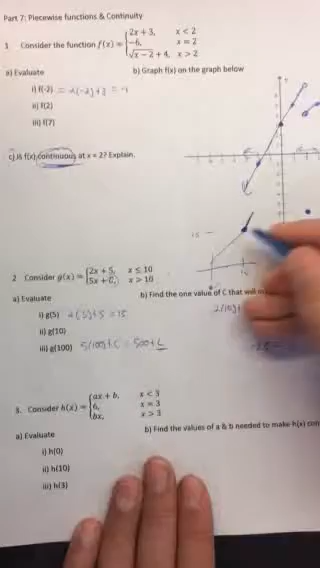 Part 7: Piecewise functions & Continuity
1 Consider the function f(x) = { 2x + 3, x < 2
-6, x = 2
√x − 2 + 4, x > 2
a) Evaluate b) Graph f(x) on the graph below
i) f(-2) = 2(-2)+3 = -1
ii) f(2)
iii) f(7)
c) Is f(x) continuous at x = 2? Explain.
15
10
2 Consider g(x) = { 2x + 5, x ≤ 10
5x + C, x > 10
a) Evaluate b) Find the one value of C that will
i) g(5) 2(5)+5 = 15
2(10)+
ii) g(10)
iii) g(100) 5(100)+C = 500+C
3. Consider h(x) = { ax + b, x < 3
6, x = 3
bx, x > 3
a) Evaluate b) Find the values of a & b needed to make h(x)
i) h(0)
ii) h(10)
iii) h(3)